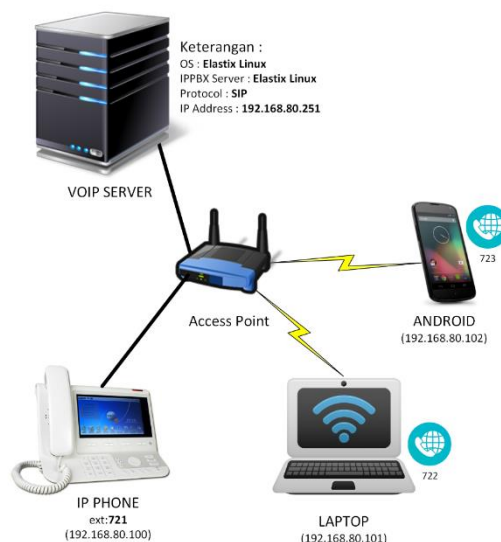 Keterangan :
OS : Elastix Linux
IPPBX Server : Elastix Linux
Protocol : SIP
IP Address : 192.168.80.251
VOIP SERVER
723
Access Point
ANDROID
(192.168.80.102)
722
IP PHONE
ext:721
(192.168.80.100)
LAPTOP
(192.168.80.101)